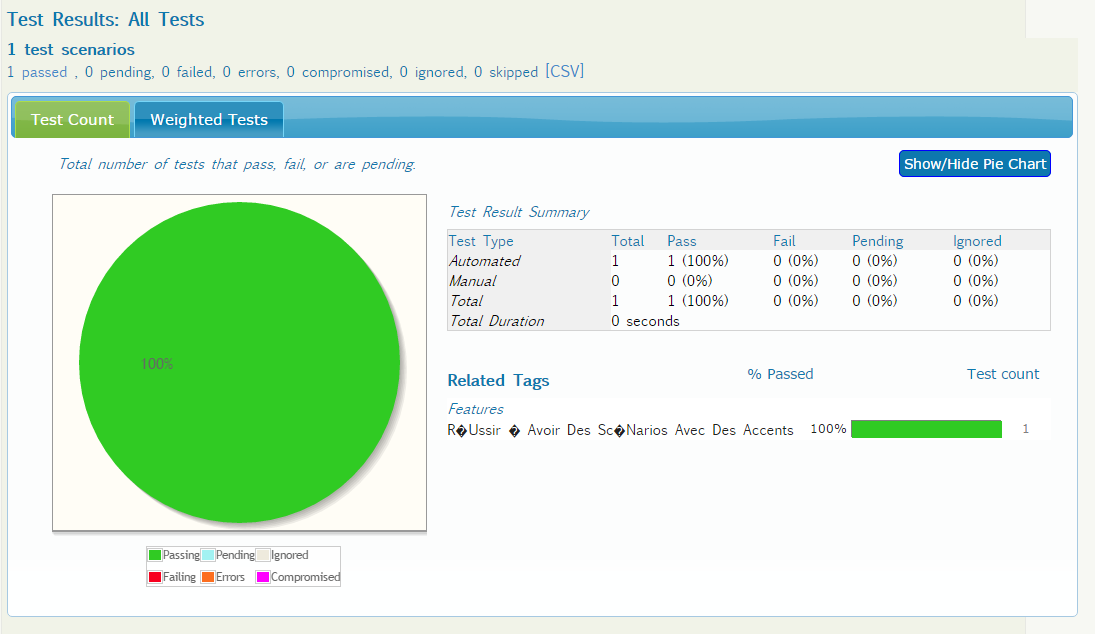 Test Results: All Tests
1 test scenarios
1 passed , 0 pending, 0 failed, 0 errors, 0 compromised, 0 ignored, 0 skipped [CSV]
Test Count Weighted Tests
Total number of tests that pass, fail, or are pending.
Show/Hide Pie Chart
100%
Passing Pending Ignored
Failing Errors Compromised
Test Result Summary
Test Type Total Pass Fail Pending Ignored
Automated 1 1 (100%) 0 (0%) 0 (0%) 0 (0%)
Manual 0 0 (0%) 0 (0%) 0 (0%) 0 (0%)
Total 1 1 (100%) 0 (0%) 0 (0%) 0 (0%)
Total Duration 0 seconds
Related Tags % Passed Test count
Features
R�Ussir � Avoir Des Sc�Narios Avec Des Accents 100% 1